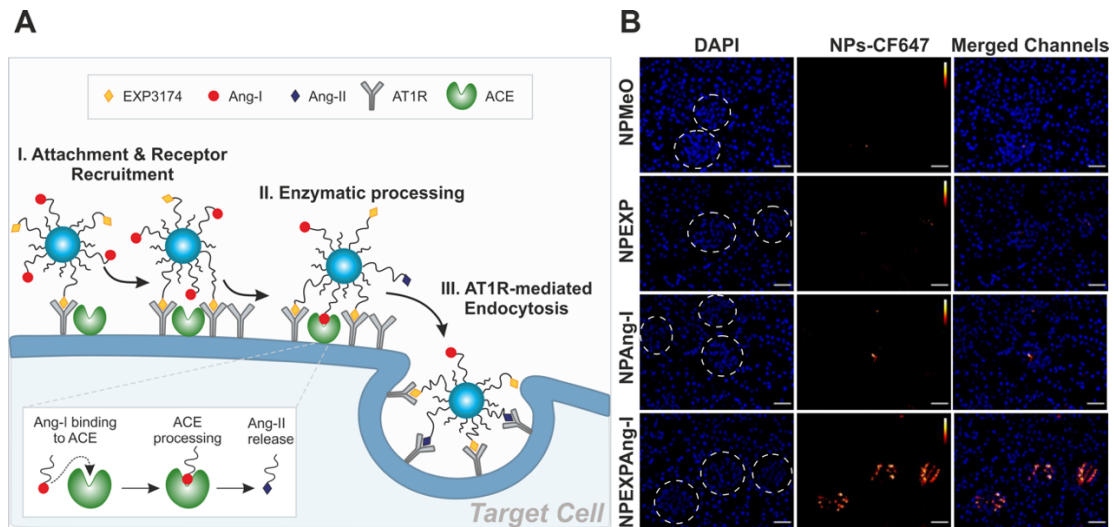 A
EXP3174 Ang-I Ang-II AT1R ACE
I. Attachment & Receptor
Recruitment
II. Enzymatic processing
III. AT1R-mediated
Endocytosis
Ang-I binding
to ACE
ACE
processing
Ang-II
release
Target Cell
B
DAPI NPs-CF647 Merged Channels
NPMeO
NPEXP
NPAng-I
NPEXPAng-I